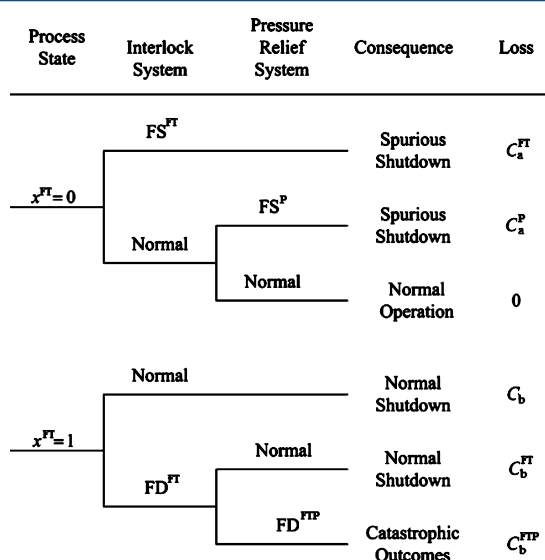 Process State
Interlock System
Pressure Relief System
Consequence
Loss
FS^FT
Spurious Shutdown
C_a^FT
x^FT=0
FS^P
Spurious Shutdown
C_a^P
Normal
Normal
Normal Operation
0
Normal
Normal Shutdown
C_b
x^FT=1
Normal
Normal Shutdown
C_b^FT
FD^FT
FD^FTP
Catastrophic Outcomes
C_b^FTP